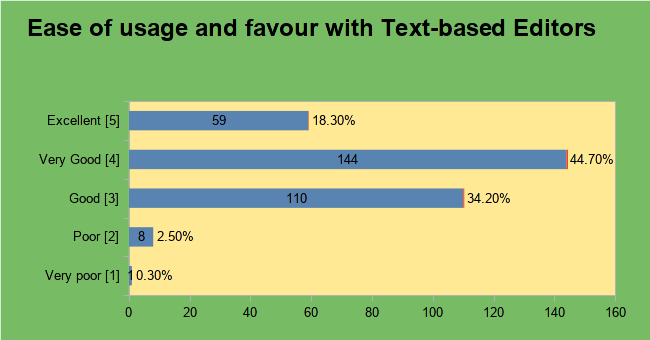 Ease of usage and favour with Text-based Editors
Excellent [5] 59 18.30%
Very Good [4] 144 44.70%
Good [3] 110 34.20%
Poor [2] 8 2.50%
Very poor [1] 1 0.30%
0 20 40 60 80 100 120 140 160